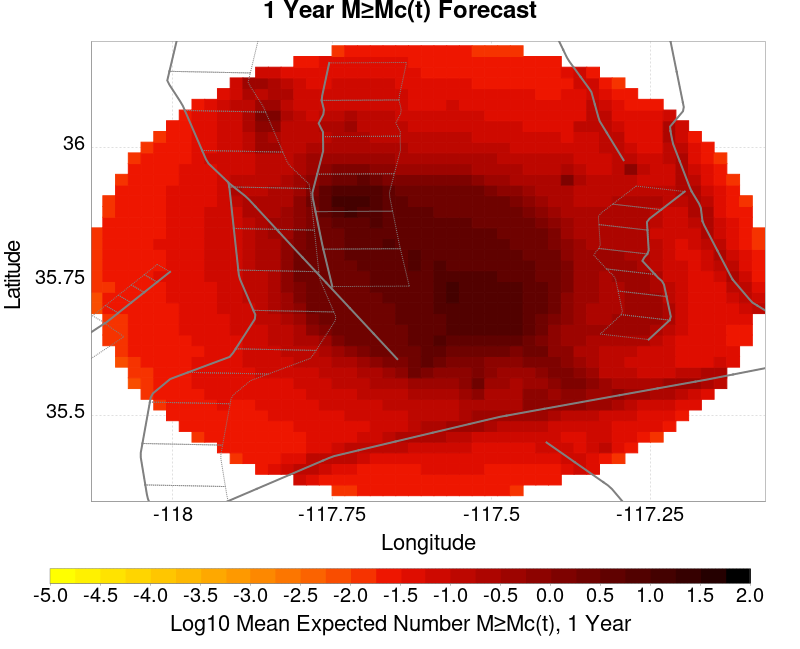 1 Year M≥Mc(t) Forecast
36
35.75
35.5
Latitude
-118
-117.75
-117.5
-117.25
Longitude
-5.0 -4.5 -4.0 -3.5 -3.0 -2.5 -2.0 -1.5 -1.0 -0.5 0.0 0.5 1.0 1.5 2.0
Log10 Mean Expected Number M≥Mc(t), 1 Year